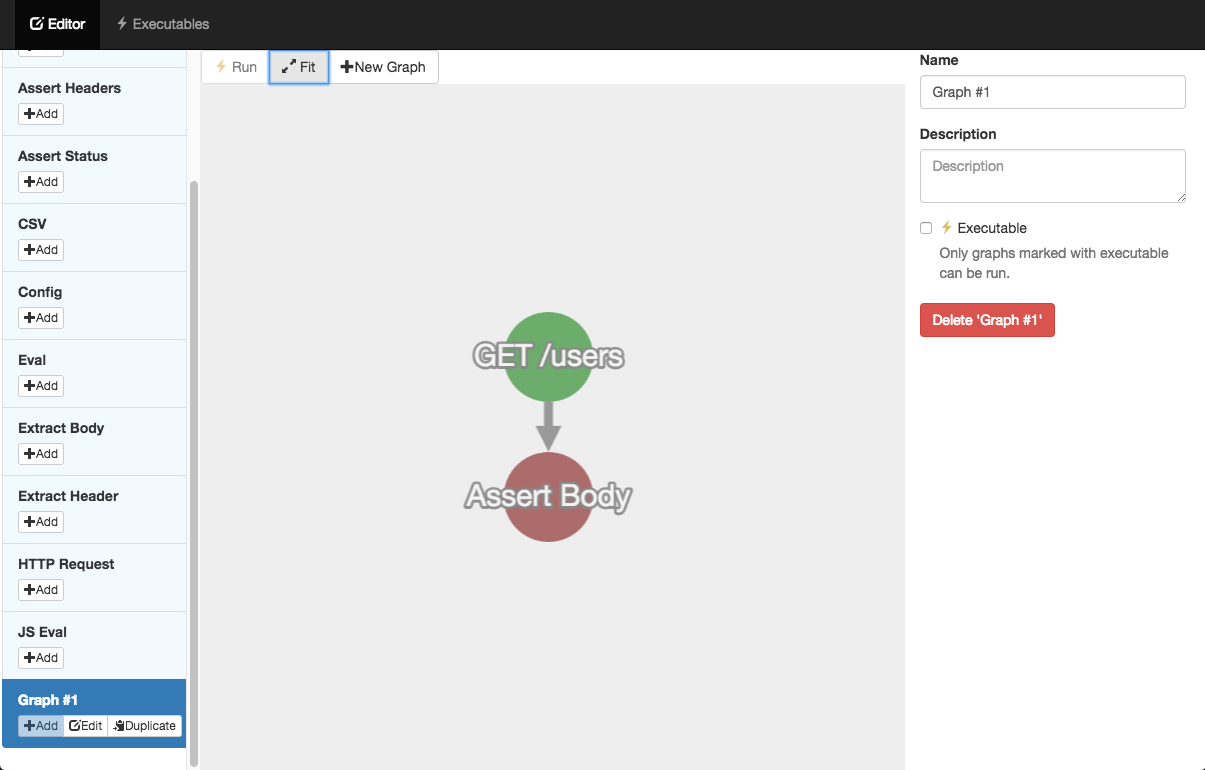 Editor
Executables
Assert Headers
Add
Assert Status
Add
CSV
Add
Config
Add
Eval
Add
Extract Body
Add
Extract Header
Add
HTTP Request
Add
JS Eval
Add
Graph #1
Add Edit Duplicate
Run Fit New Graph
GET /users
Assert Body
Name
Graph #1
Description
Description
Executable
Only graphs marked with executable
can be run.
Delete 'Graph #1'